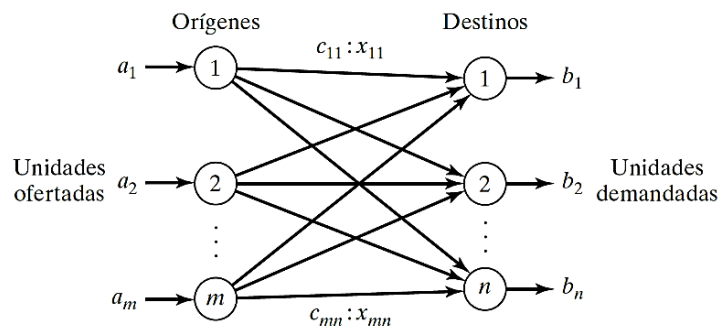 Orígenes
Destinos
c₁₁ : x₁₁
a₁
1
1
b₁
Unidades
ofertadas
a₂
2
2
b₂
Unidades
demandadas
aₘ
m
n
bₙ
cₘₙ : xₘₙ